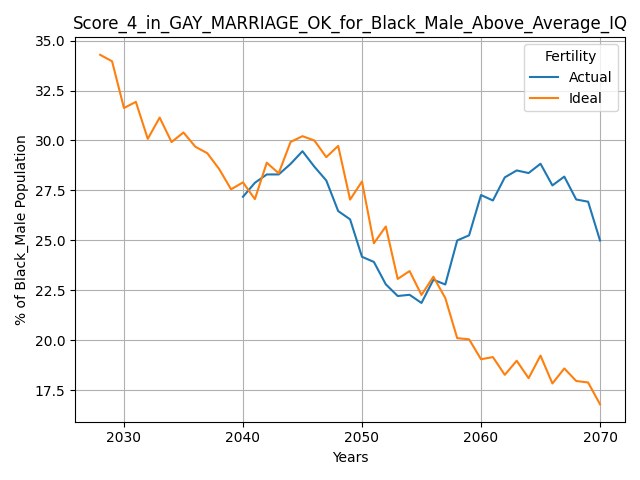 Score_4_in_GAY_MARRIAGE_OK_for_Black_Male_Above_Average_IQ
35.0
32.5
30.0
27.5
25.0
22.5
20.0
17.5
% of Black_Male Population
Fertility
Actual
Ideal
2030 2040 2050 2060 2070
Years